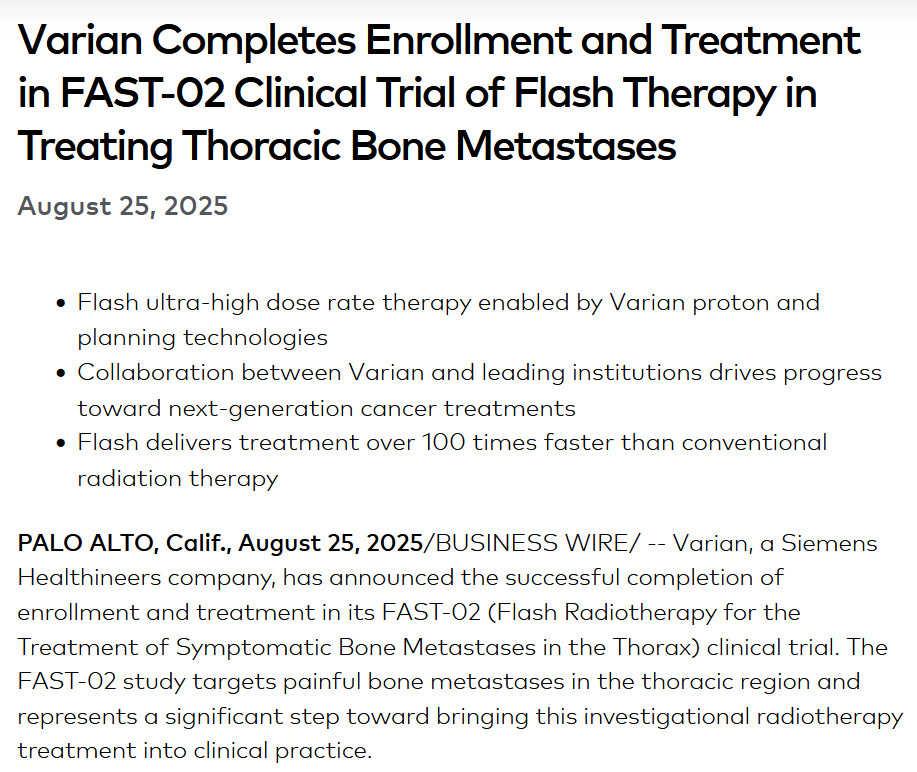 Varian Completes Enrollment and Treatment
in FAST-02 Clinical Trial of Flash Therapy in
Treating Thoracic Bone Metastases
August 25, 2025
• Flash ultra-high dose rate therapy enabled by Varian proton and
planning technologies
• Collaboration between Varian and leading institutions drives progress
toward next-generation cancer treatments
• Flash delivers treatment over 100 times faster than conventional
radiation therapy
PALO ALTO, Calif., August 25, 2025/BUSINESS WIRE/ -- Varian, a Siemens
Healthineers company, has announced the successful completion of
enrollment and treatment in its FAST-02 (Flash Radiotherapy for the
Treatment of Symptomatic Bone Metastases in the Thorax) clinical trial. The
FAST-02 study targets painful bone metastases in the thoracic region and
represents a significant step toward bringing this investigational radiotherapy
treatment into clinical practice.